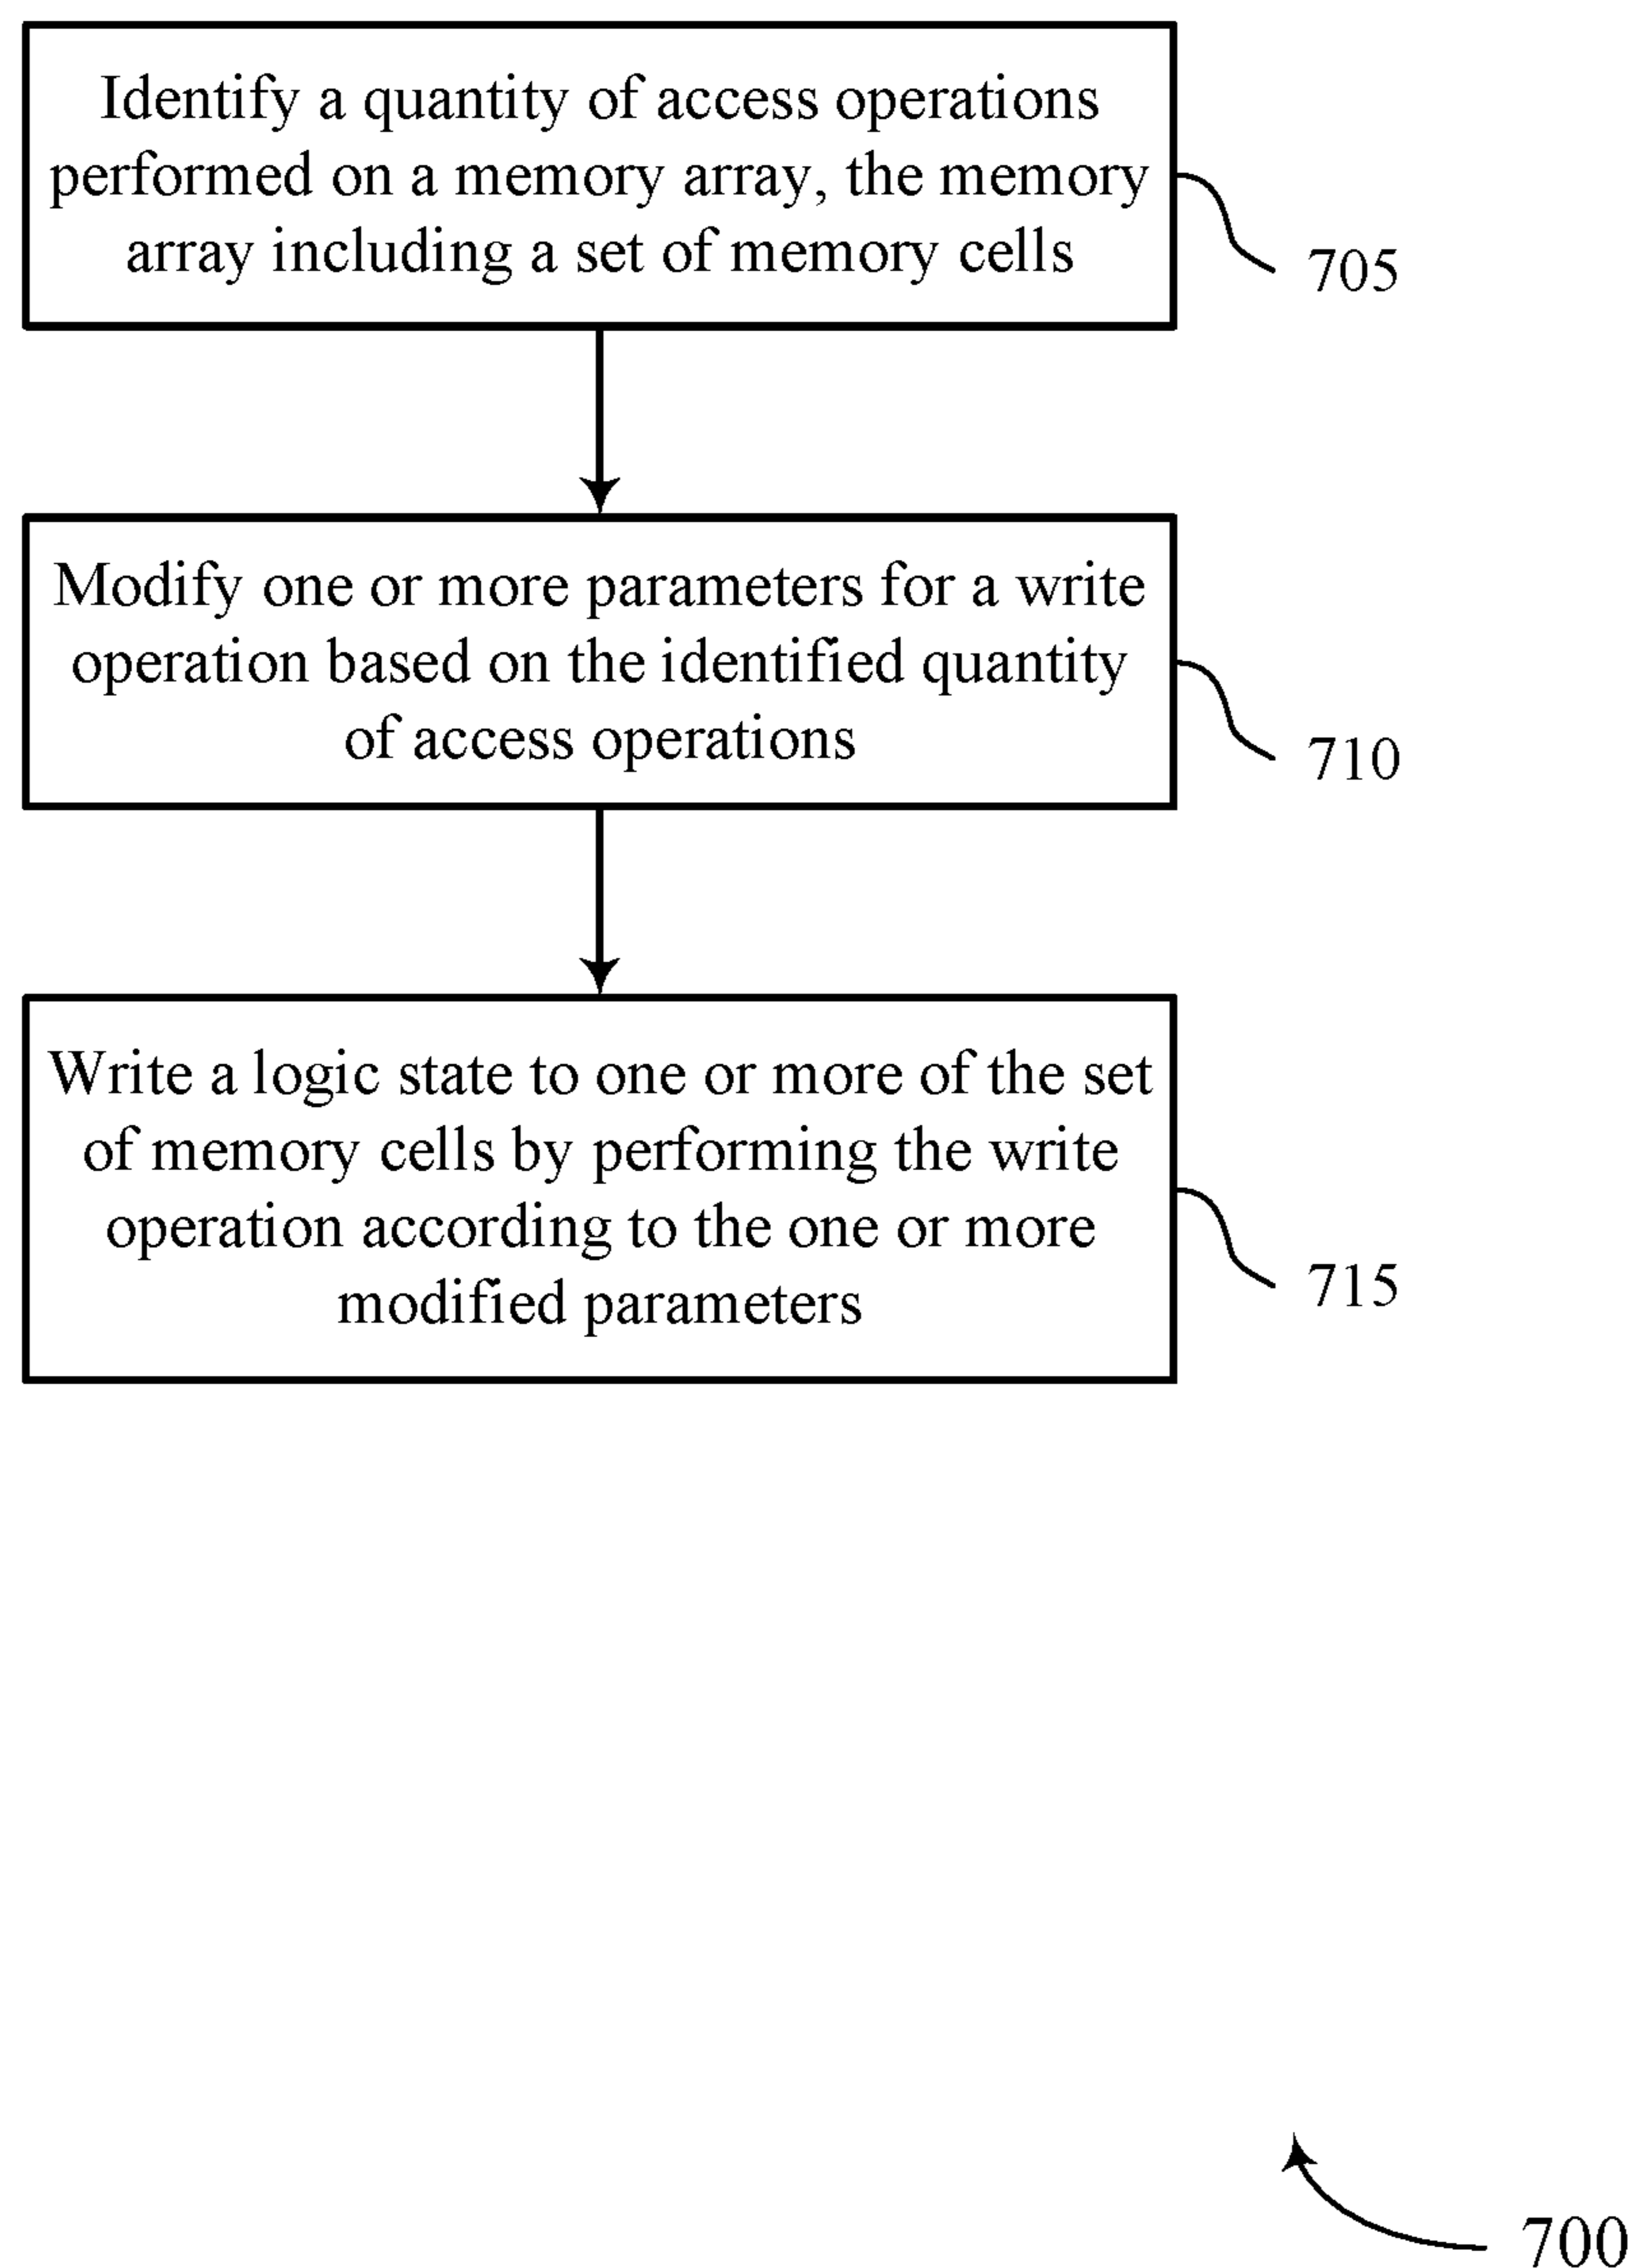 Identify a quantity of access operations
performed on a memory array, the memory
array including a set of memory cells
705
Modify one or more parameters for a write
operation based on the identified quantity
of access operations
710
Write a logic state to one or more of the set
of memory cells by performing the write
operation according to the one or more
modified parameters
715
700